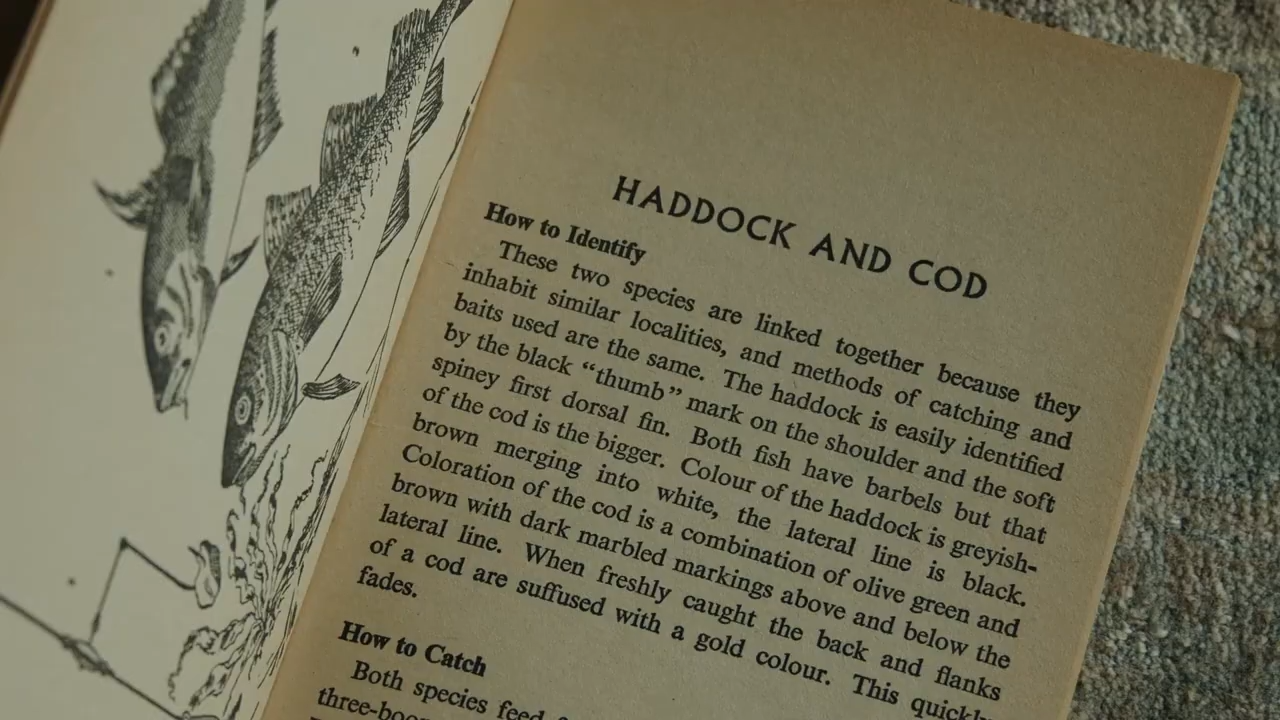 HADDOCK AND COD
How to Identify
These two species are linked together because they
inhabit similar localities, and methods of catching and
baits used are the same. The haddock is easily identified
by the black “thumb” mark on the shoulder and the soft
spiney first dorsal fin. Both fish have barbels but that
of the cod is the bigger. Colour of the haddock is greyish-
brown merging into white, the lateral line is black.
Coloration of the cod is a combination of olive green and
brown with dark marbled markings above and below the
lateral line. When freshly caught the back and flanks
of a cod are suffused with a gold colour. This quickly
fades.
How to Catch
Both species feed